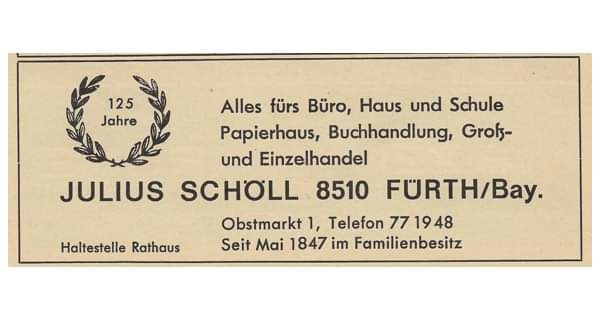 125
Jahre
Alles fürs Büro, Haus und Schule
Papierhaus, Buchhandlung, Groß-
und Einzelhandel
JULIUS SCHÖLL 8510 FÜRTH/Bay.
Obstmarkt 1, Telefon 77 19 48
Haltestelle Rathaus
Seit Mai 1847 im Familienbesitz